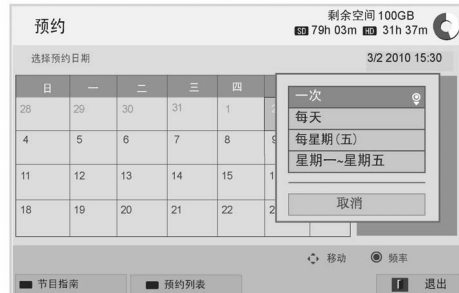 预约
剩余空间 100GB
SD 79h 03m HD 31h 37m
选择预约日期
3/2 2010 15:30
日 一 二 三 四
28 29 30 31 1
4 5 6 7 8
11 12 13 14 15
18 19 20 21 22
一次
每天
每星期(五)
星期一~星期五
取消
移动 频率
节目指南 预约列表 退出